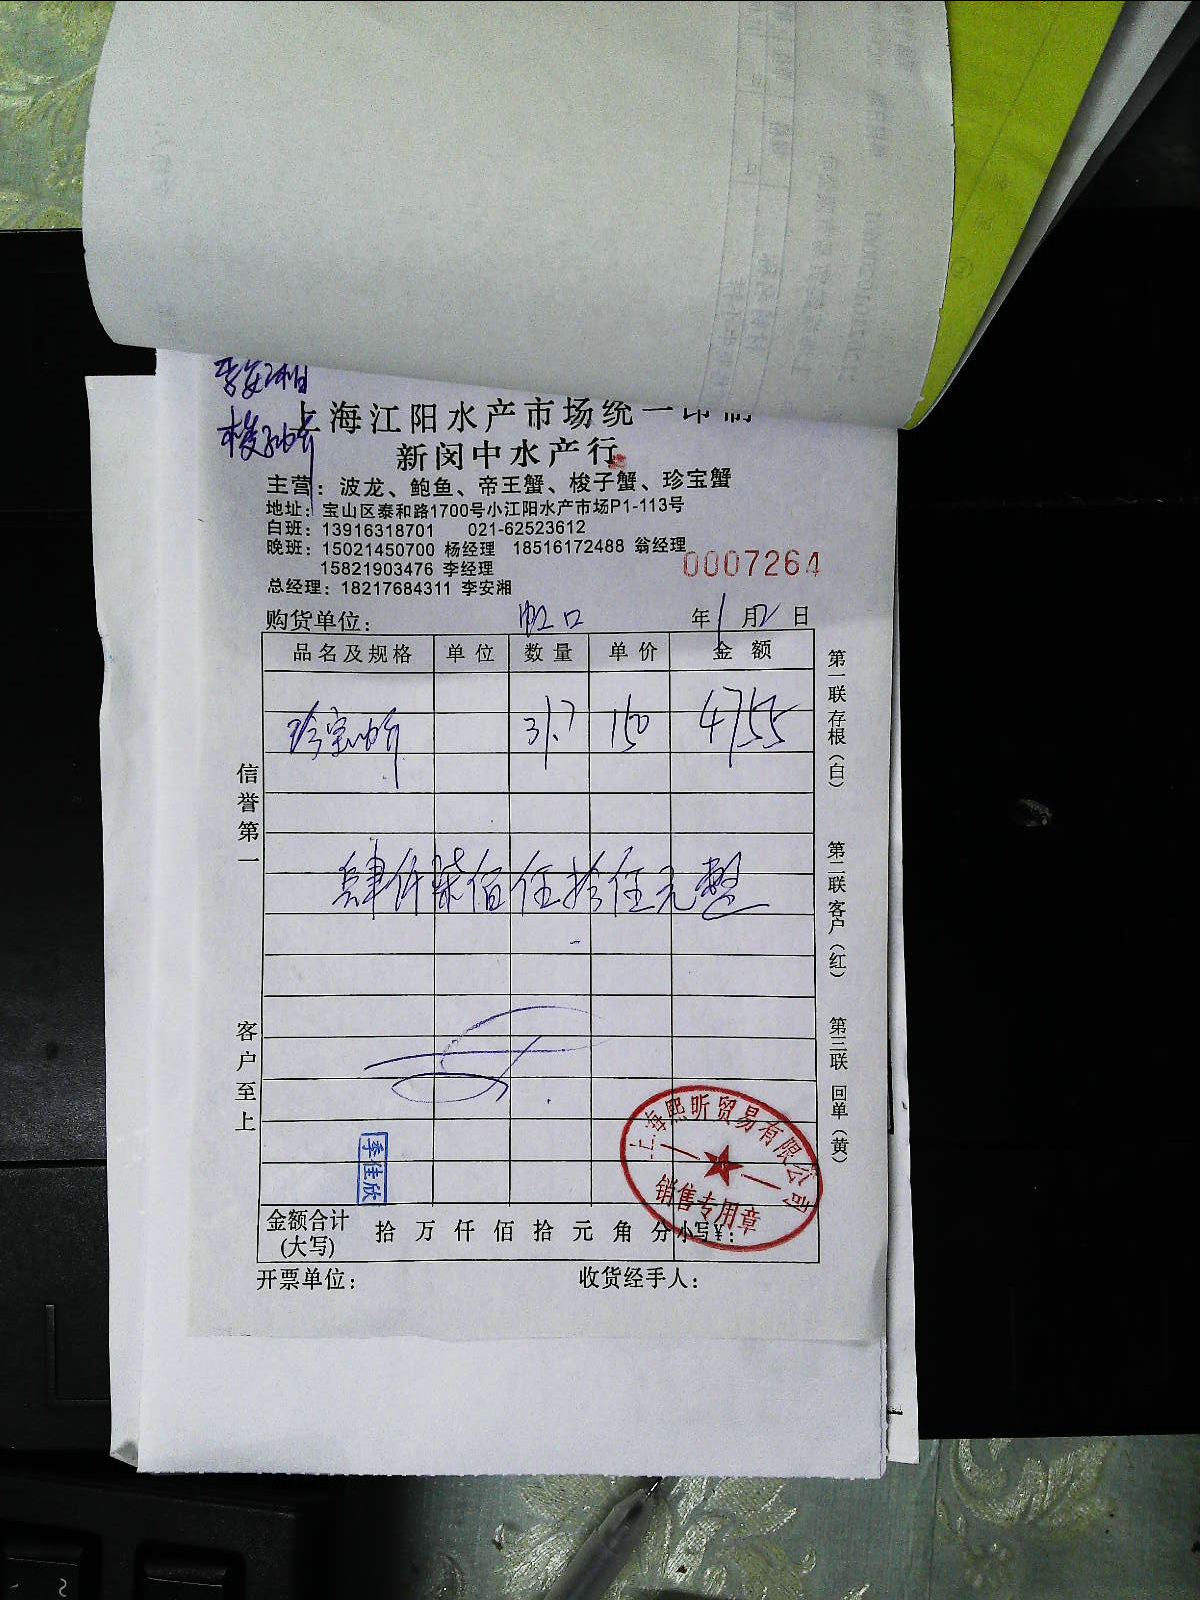 李安湘
梭子蟹
上海江阳水产市场统一印制
新闵中水产行
主营：波龙、鲍鱼、帝王蟹、梭子蟹、珍宝蟹
地址：宝山区泰和路1700号小江阳水产市场P1-113号
白班：13916318701 021-62523612
晚班：15021450700 杨经理 18516172488 翁经理
15821903476 李经理
0007264
总经理：18217684311 李安湘
购货单位： 虹口 年1月2日
品名及规格 单位 数量 单价 金额
珍宝蟹 31.7 150 4755
肆仟柒佰伍拾伍元整
信誉第一
客户至上
第一联 存根（白）
第二联 客户（红）
第三联 回单（黄）
季佳欣
上海熙昕贸易有限公司
销售专用章
金额合计(大写) 拾 万 仟 佰 拾 元 角 分 小写￥：
开票单位： 收货经手人：